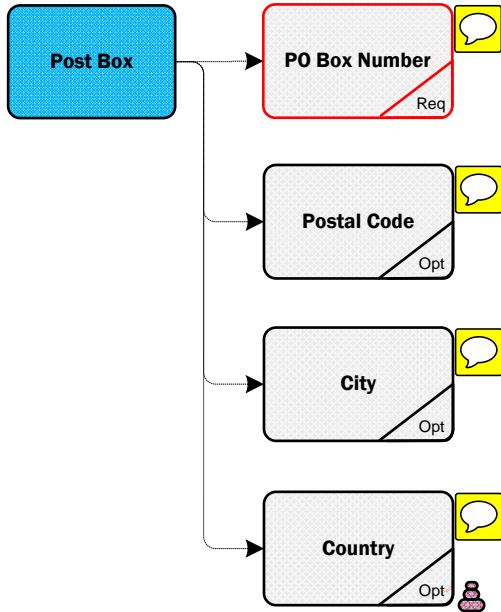 Post Box
PO Box Number
Req
Postal Code
Opt
City
Opt
Country
Opt